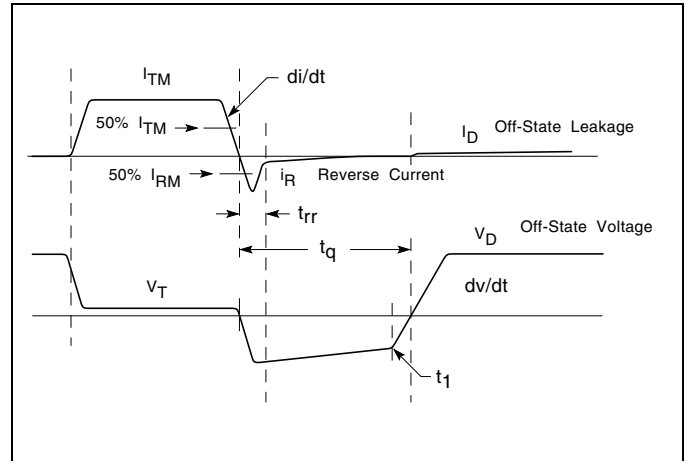 ITM
di/dt
50% ITM
ID Off-State Leakage
50% IRM
iR Reverse Current
trr
tq
VD Off-State Voltage
VT
dv/dt
t1